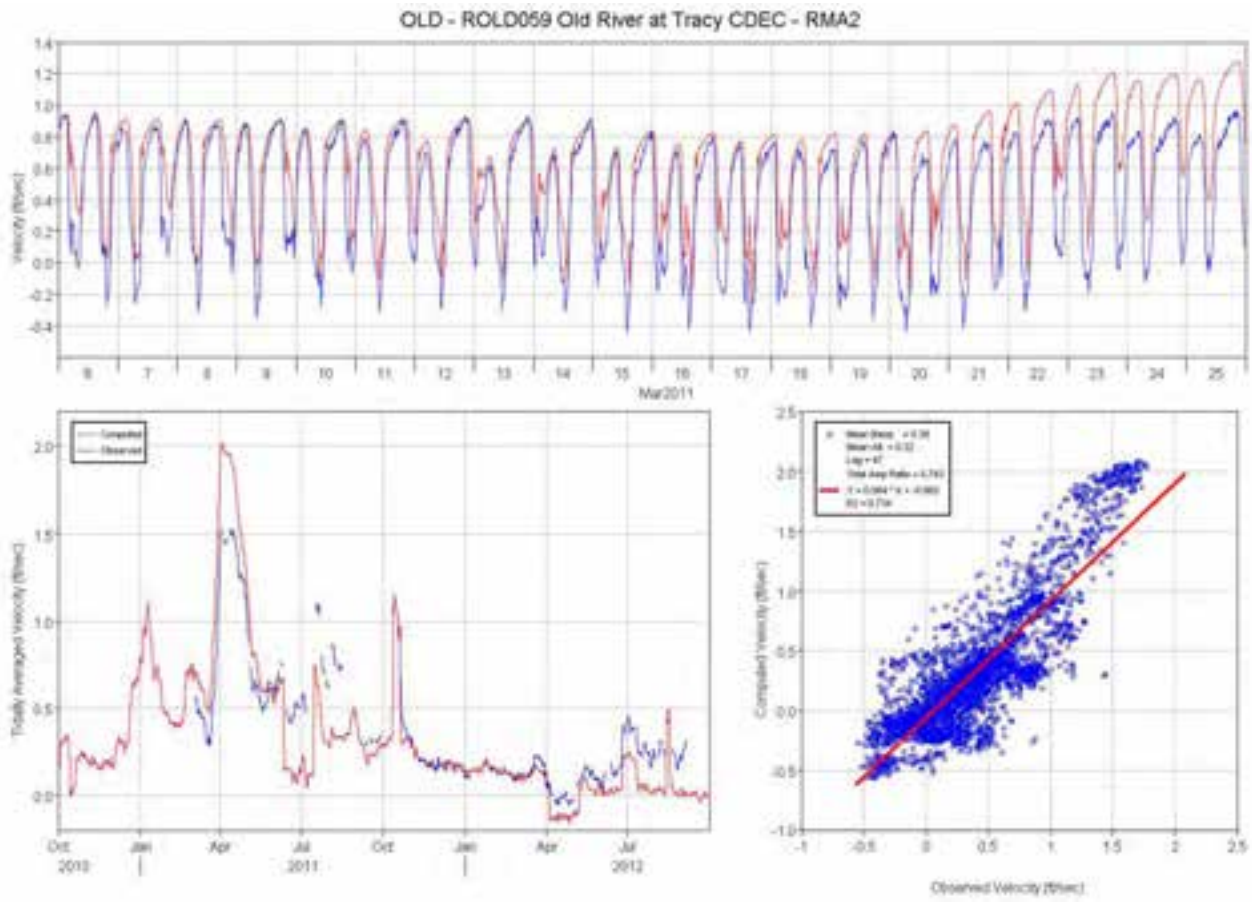 OLD - ROLD059 Old River at Tracy CDEC - RMA2
Velocity (ft/sec)
1.4
1.2
1.0
0.8
0.6
0.4
0.2
0.0
-0.2
-0.4
6 7 8 9 10 11 12 13 14 15 16 17 18 19 20 21 22 23 24 25
Mar2011
Tidally Averaged Velocity (ft/sec)
2.0
1.5
1.0
0.5
-0.0
Computed
Observed
Oct Jan Apr Jul Oct Jan Apr Jul
2010 2011 2012
Computed Velocity (ft/sec)
2.5
2.0
1.5
1.0
0.5
-0.0
-0.5
-1.0
-1 -0.5 0 0.5 1 1.5 2 2.5
Observed Velocity (ft/sec)